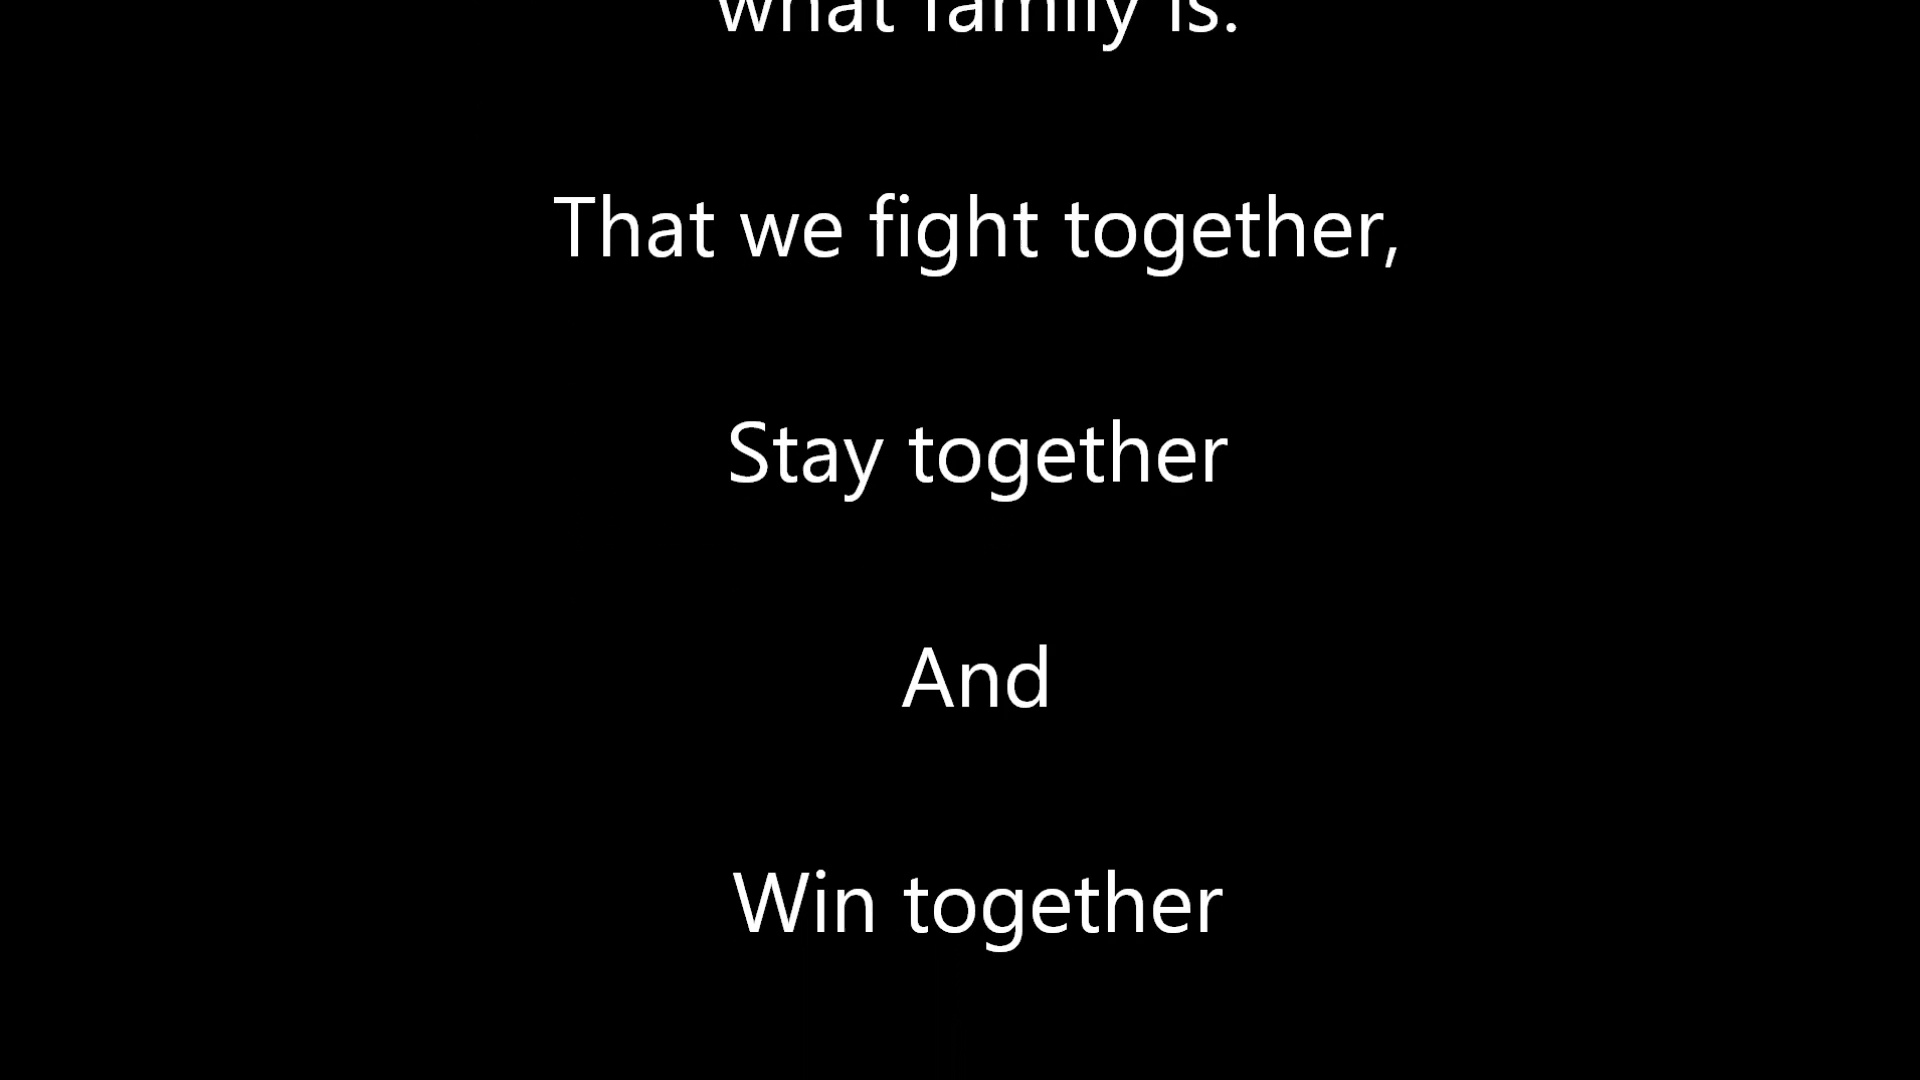 what family is.
That we fight together,
Stay together
And
Win together